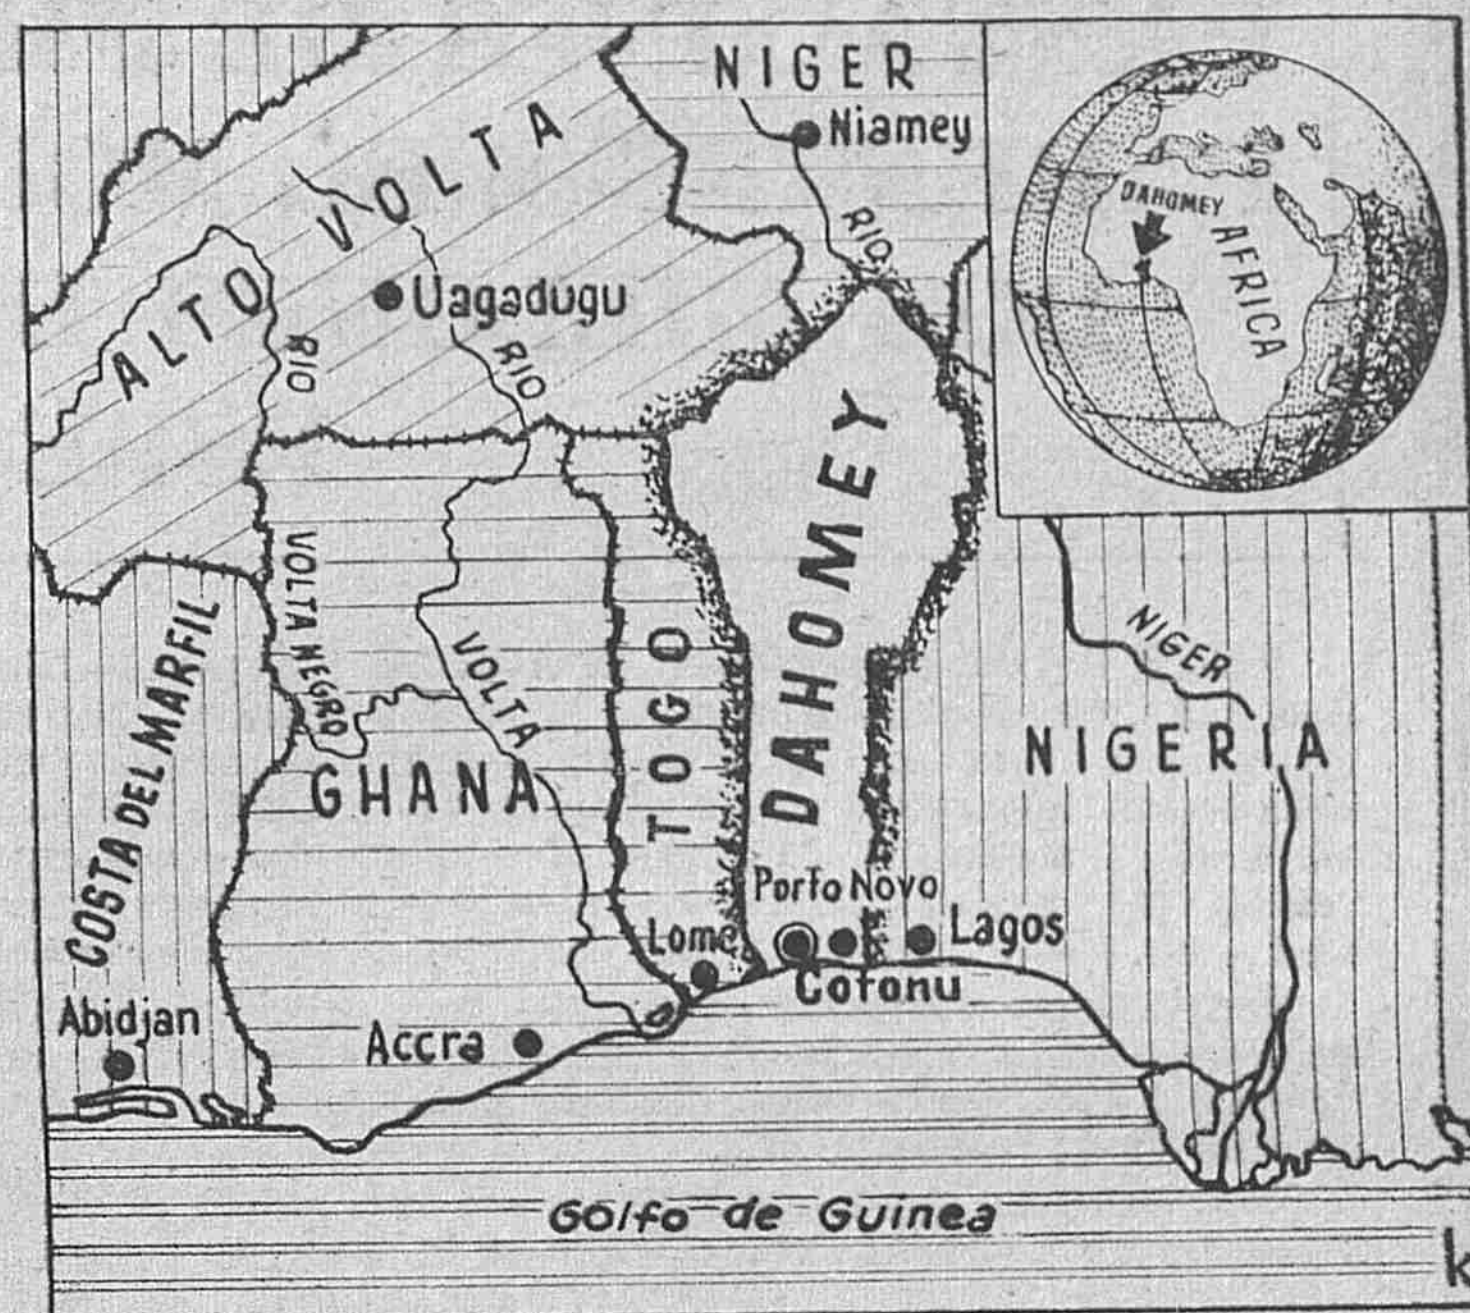 NIGER
Niamey
RIO
DAHOMEY
AFRICA
ALTO VOLTA
Uagadugu
RIO
RIO
VOLTA NEGRO
VOLTA
COSTA DEL MARFIL
GHANA
TOGO
DAHOMEY
NIGER
NIGERIA
Porto Novo
Lome
Lagos
Cotonu
Abidjan
Accra
Golfo de Guinea
k